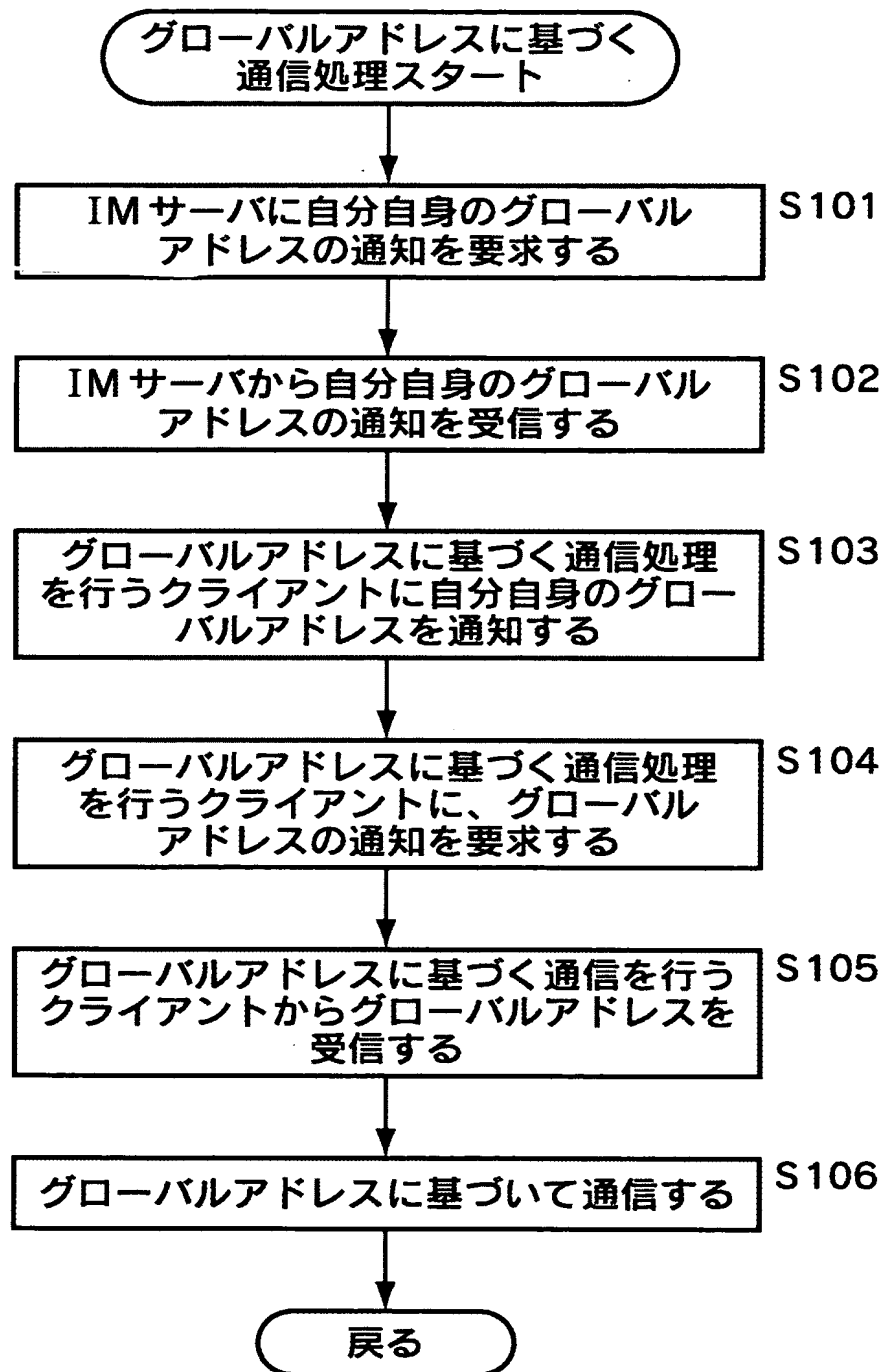 グローバルアドレスに基づく
通信処理スタート
IMサーバに自分自身のグローバル
アドレスの通知を要求する
S101
IMサーバから自分自身のグローバル
アドレスの通知を受信する
S102
グローバルアドレスに基づく通信処理
を行うクライアントに自分自身のグロー
バルアドレスを通知する
S103
グローバルアドレスに基づく通信処理
を行うクライアントに、グローバル
アドレスの通知を要求する
S104
グローバルアドレスに基づく通信を行う
クライアントからグローバルアドレスを
受信する
S105
グローバルアドレスに基づいて通信する
S106
戻る